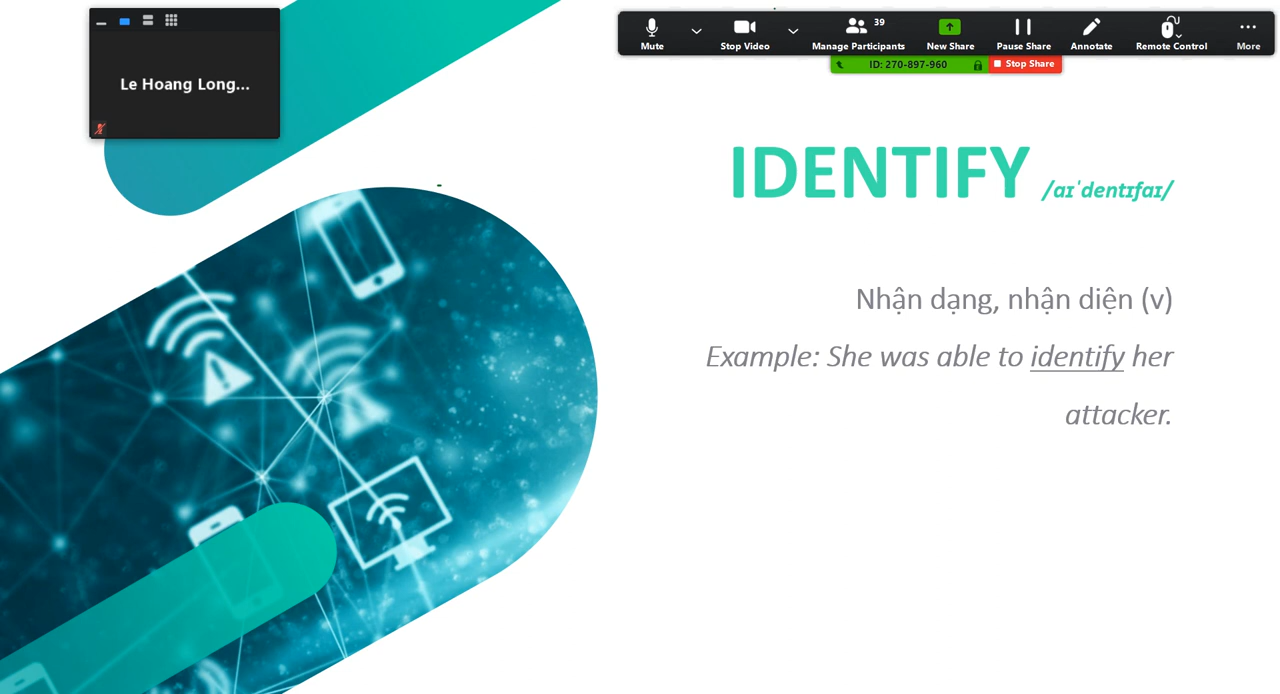 Le Hoang Long...
39
Mute
Stop Video
Manage Participants
New Share
Pause Share
Annotate
Remote Control
More
ID: 270-897-960
Stop Share
IDENTIFY /aɪˈdentɪfaɪ/
Nhận dạng, nhận diện (v)
Example: She was able to identify her
attacker.